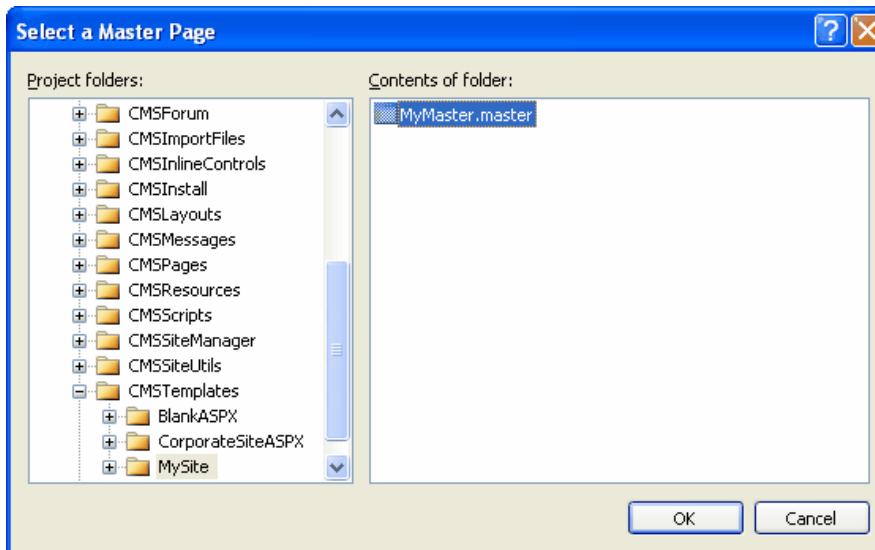 Select a Master Page
Project folders:
Contents of folder:
CMSForum
CMSImportFiles
CMSInlineControls
CMSInstall
CMSLayouts
CMSMessages
CMSPages
CMSResources
CMSScripts
CMSSiteManager
CMSSiteUtils
CMSTemplates
BlankASPX
CorporateSiteASPX
MySite
MyMaster.master
OK
Cancel